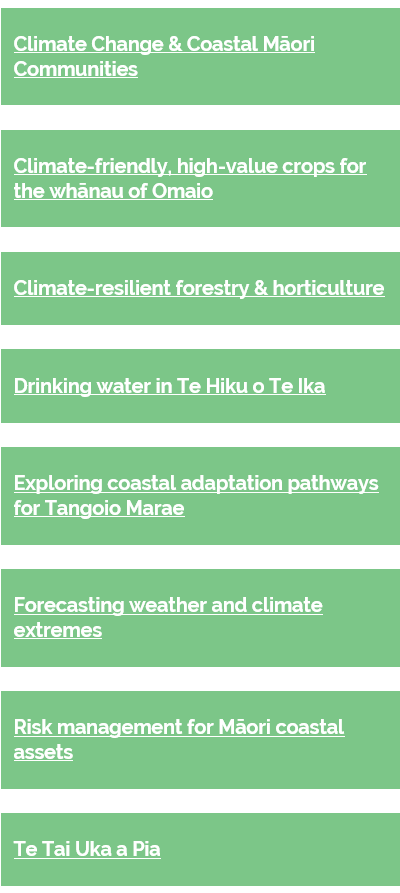 Climate Change & Coastal Māori
Communities
Climate-friendly, high-value crops for
the whānau of Omaio
Climate-resilient forestry & horticulture
Drinking water in Te Hiku o Te Ika
Exploring coastal adaptation pathways
for Tangoio Marae
Forecasting weather and climate
extremes
Risk management for Māori coastal
assets
Te Tai Uka a Pia